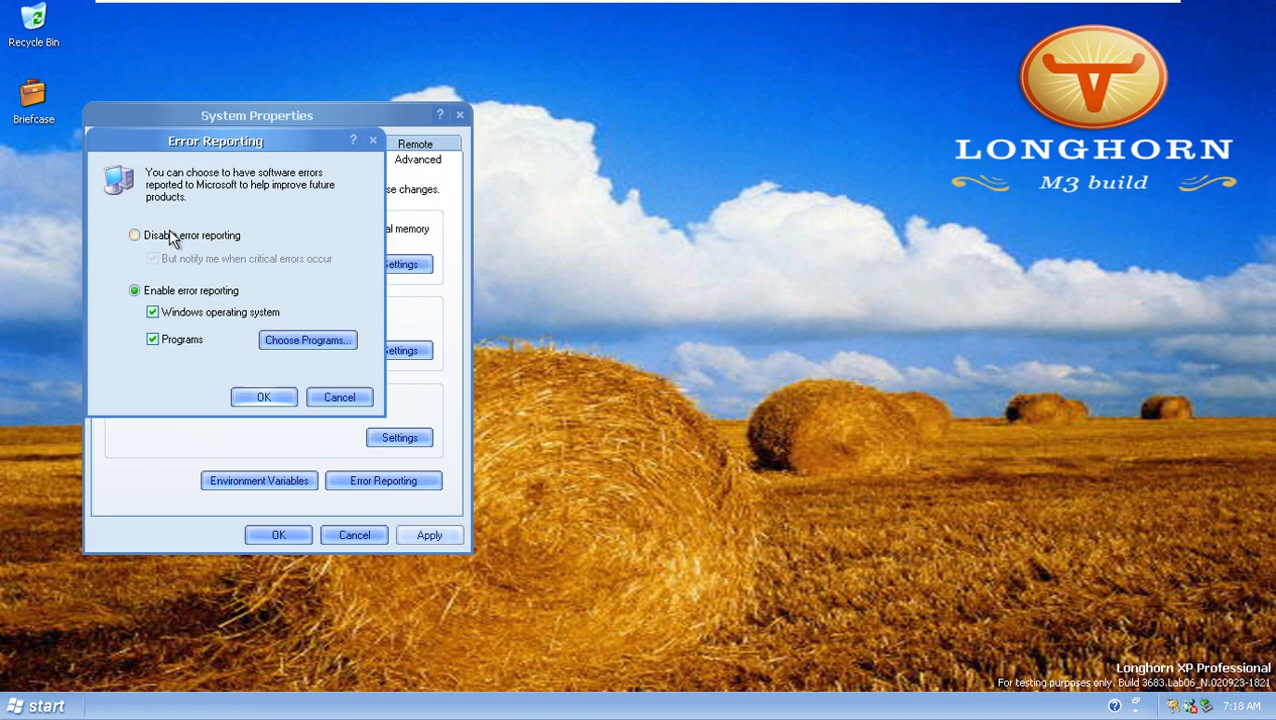 Recycle Bin
Briefcase
LONGHORN
M3 build
System Properties
Error Reporting
Remote
Advanced
You can choose to have software errors
reported to Microsoft to help improve future
products.
se changes.
al memory
Disable error reporting
But notify me when critical errors occur
ettings
Enable error reporting
Windows operating system
Programs
Choose Programs...
ettings
OK
Cancel
Settings
Environment Variables
Error Reporting
OK
Cancel
Apply
Longhorn XP Professional
For testing purposes only. Build 3683.Lab06_N.020923-1821
start
7:18 AM